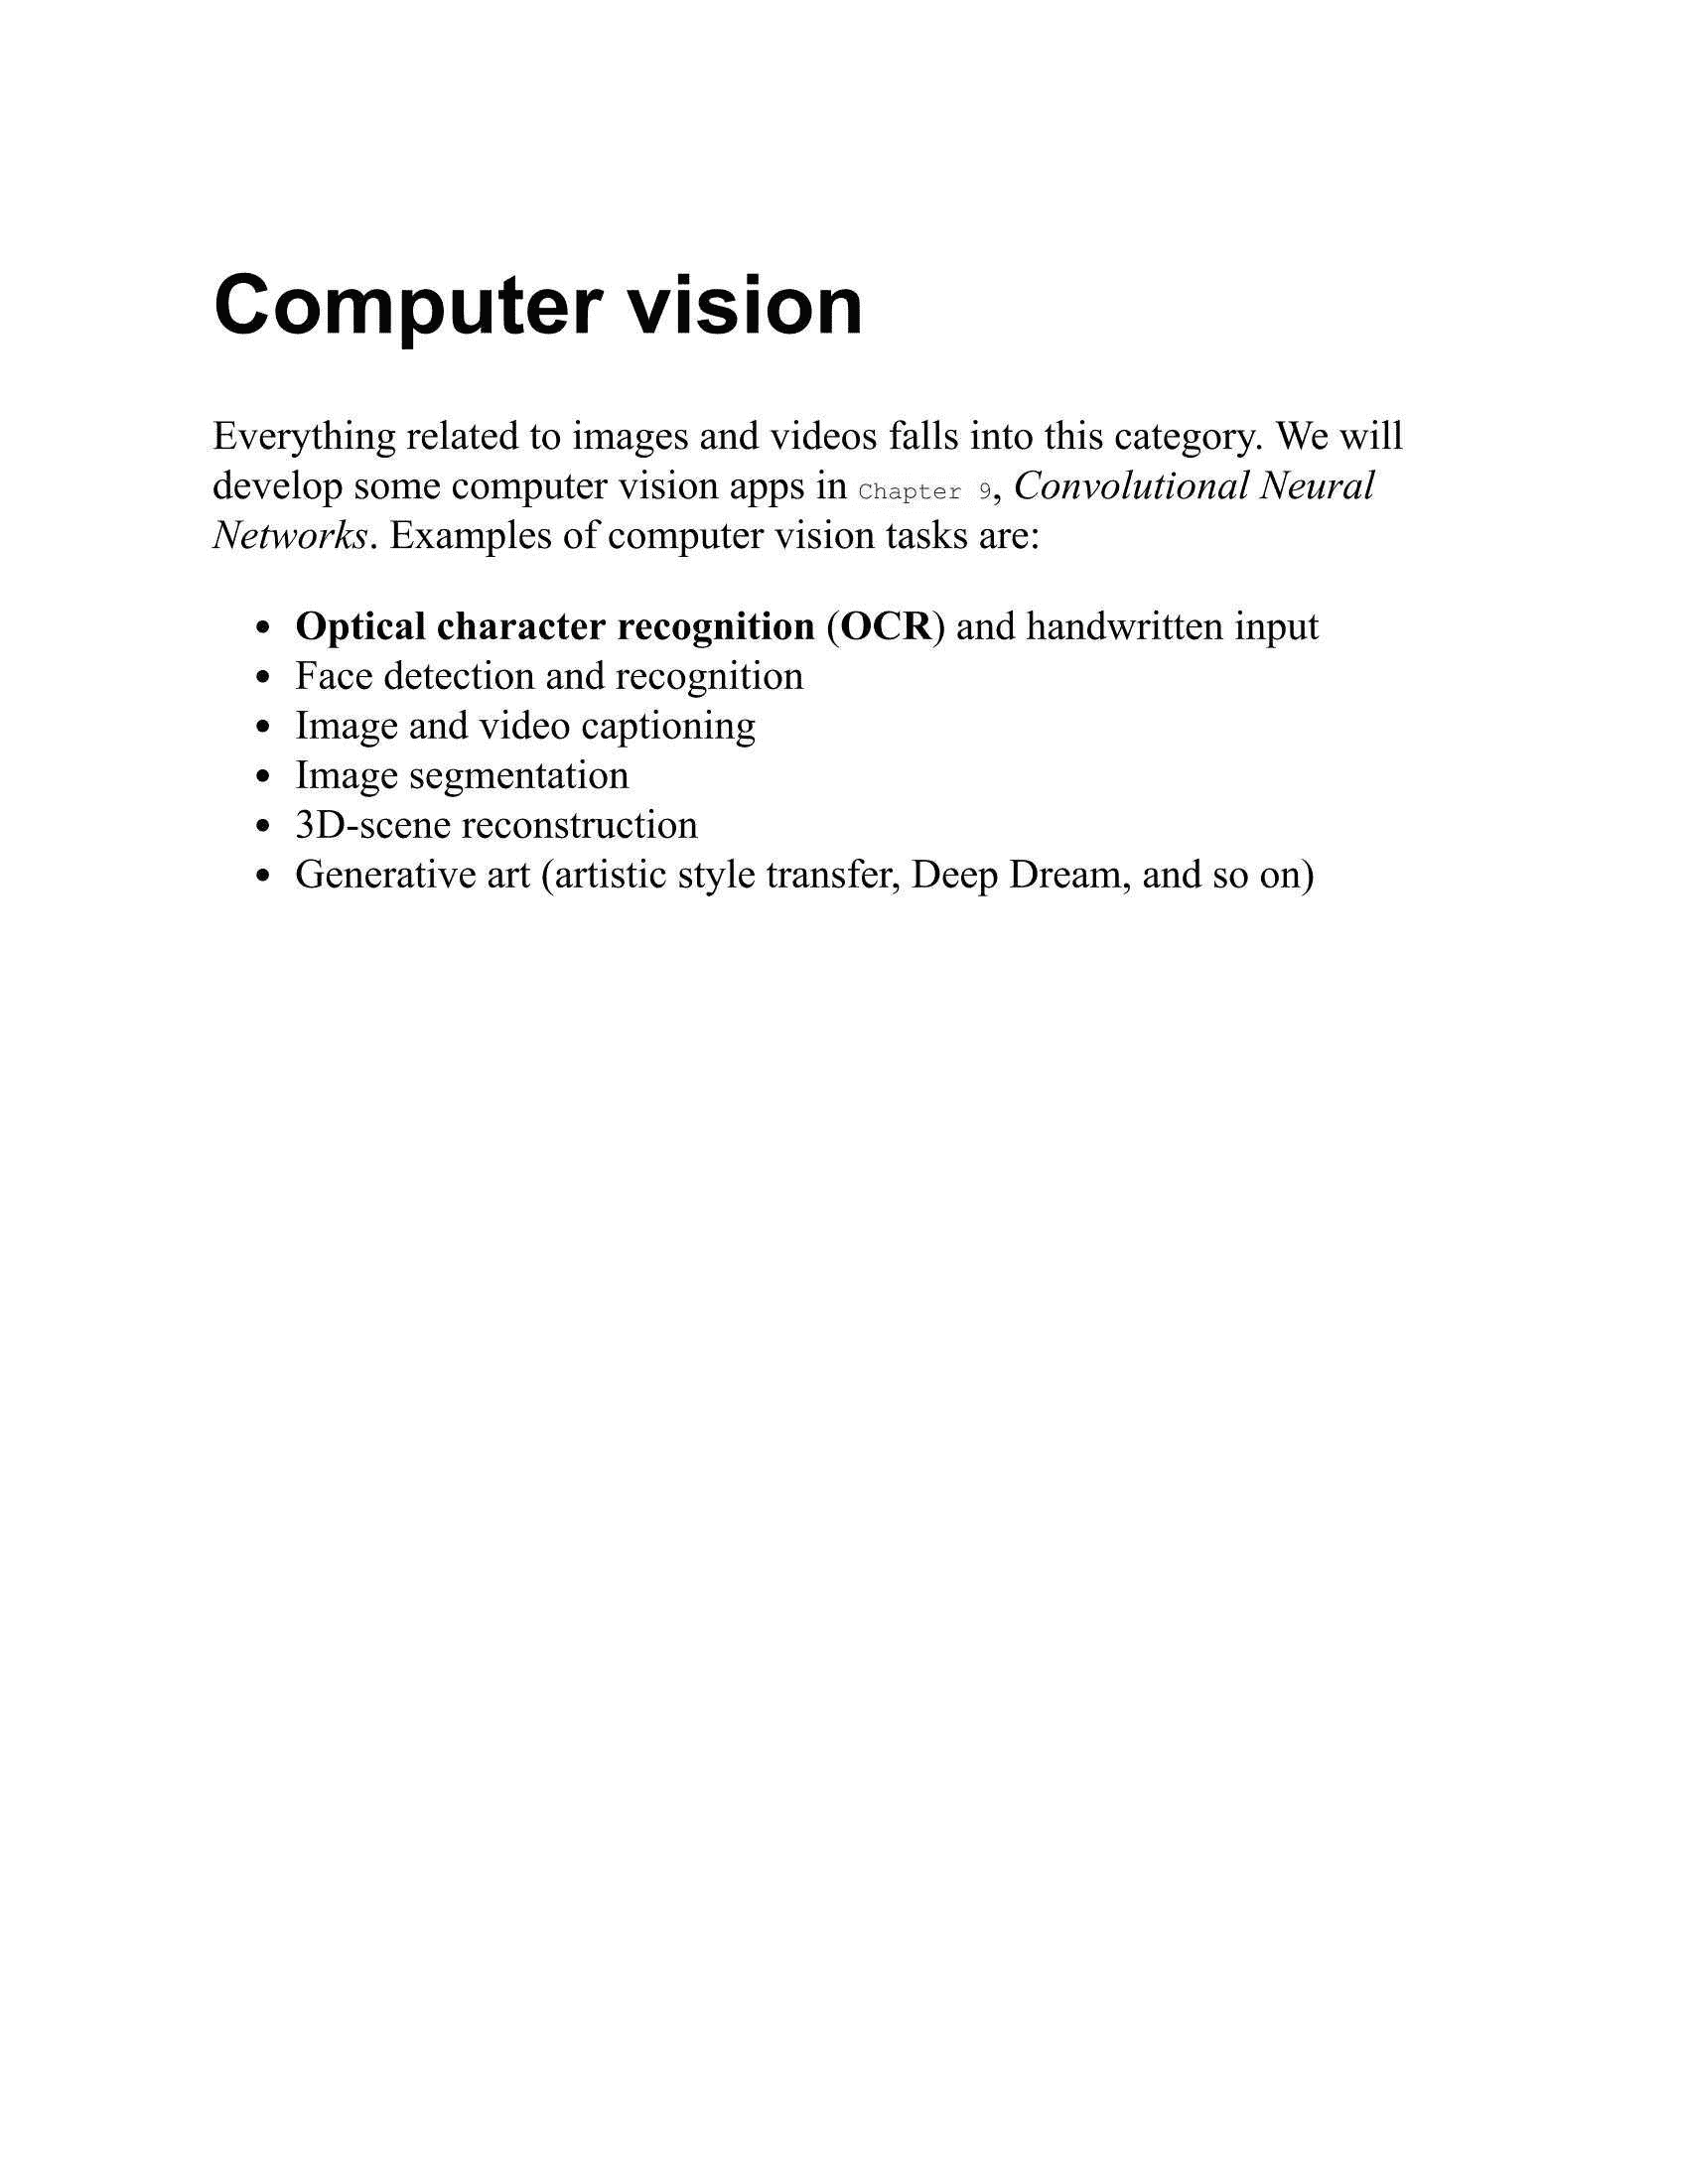 Computer vision
Everything related to images and videos falls into this category. We will
develop some computer vision apps in Chapter 9, Convolutional Neural
Networks. Examples of computer vision tasks are:
• Optical character recognition (OCR) and handwritten input
• Face detection and recognition
• Image and video captioning
• Image segmentation
• 3D-scene reconstruction
• Generative art (artistic style transfer, Deep Dream, and so on)